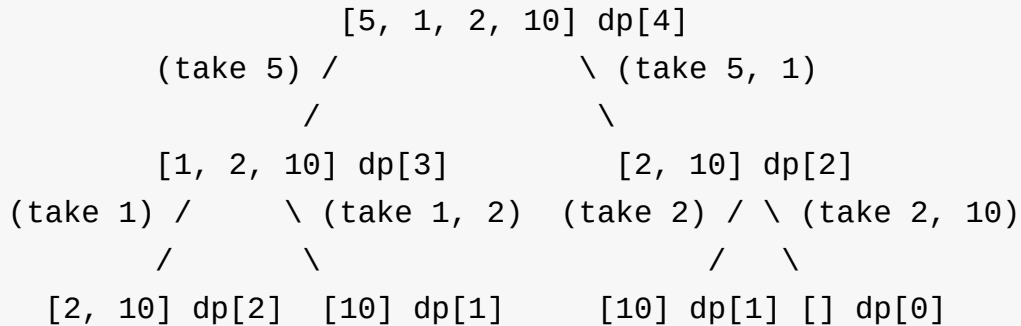 [5, 1, 2, 10] dp[4]
(take 5) / \ (take 5, 1)
/ \
[1, 2, 10] dp[3] [2, 10] dp[2]
(take 1) / \ (take 1, 2) (take 2) / \ (take 2, 10)
/ \ / \
[2, 10] dp[2] [10] dp[1] [10] dp[1] [] dp[0]